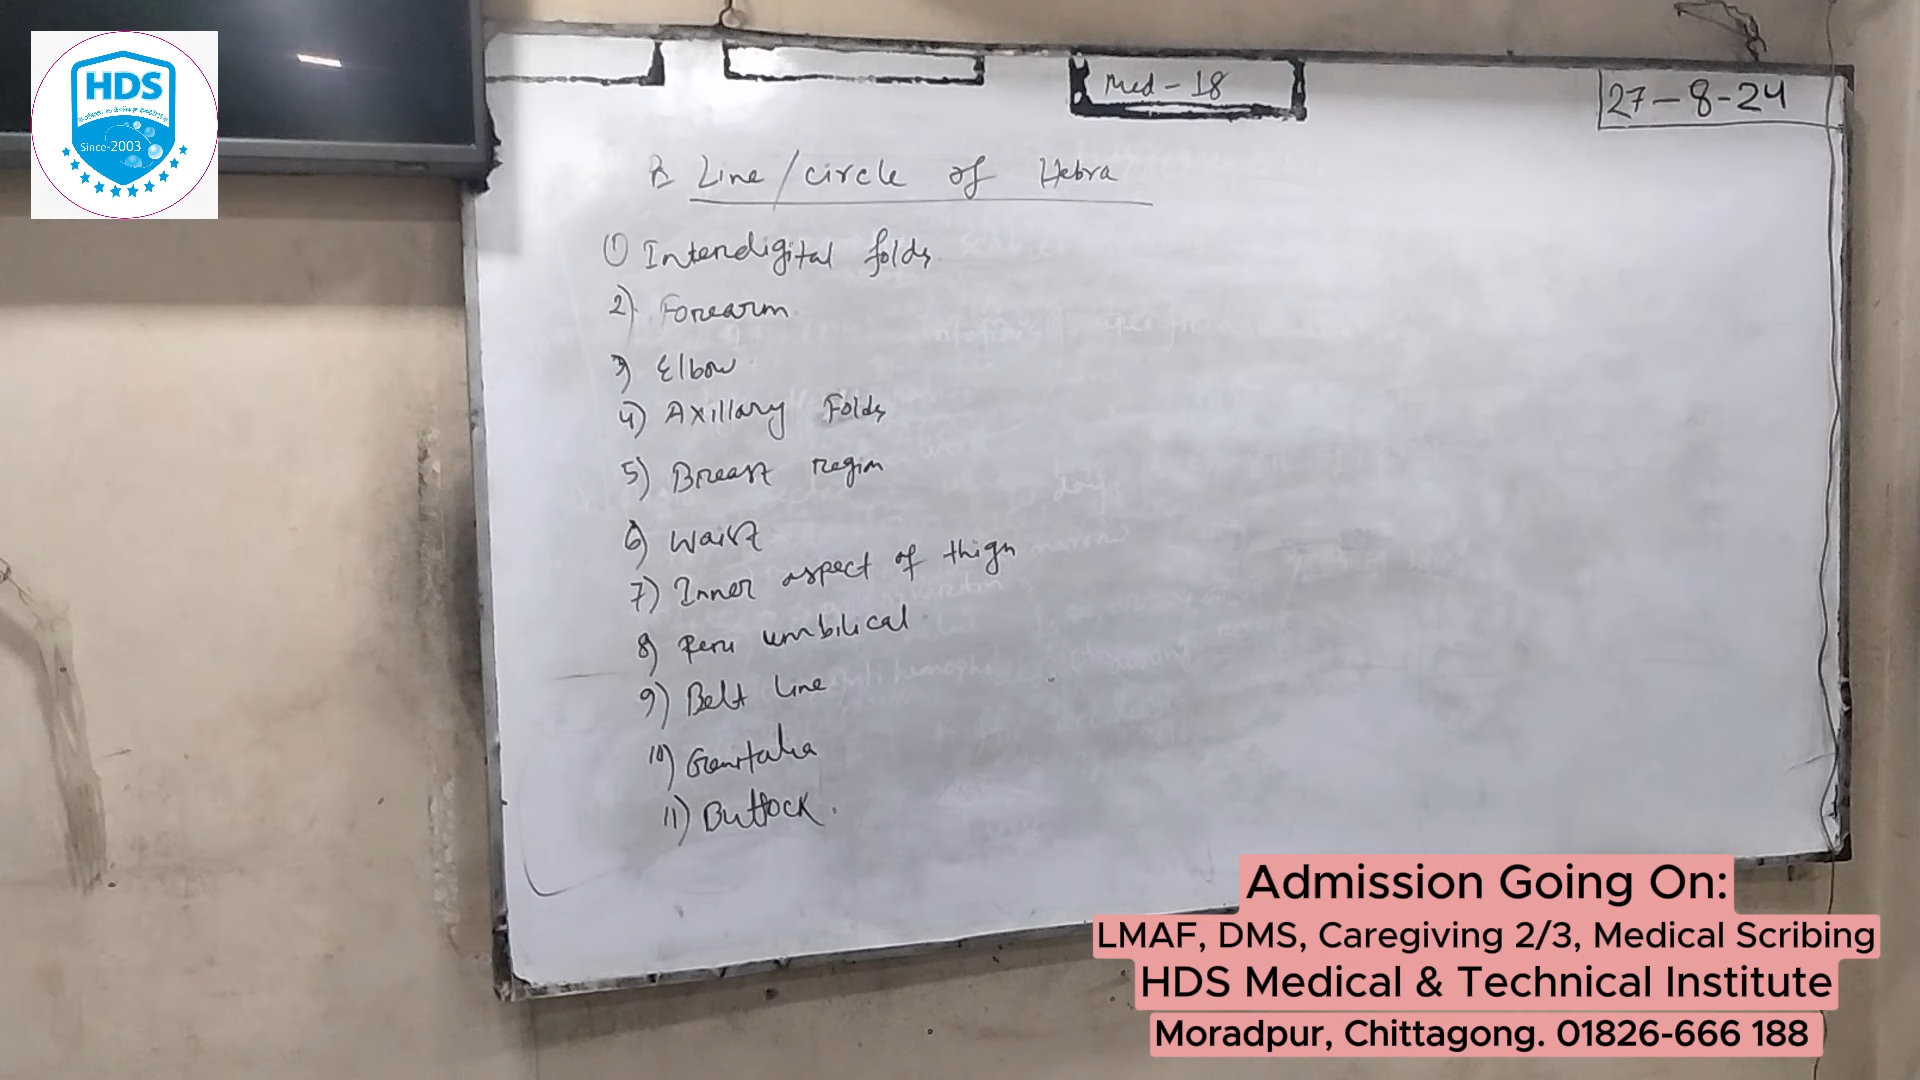 HDS
Since-2003
Med - 18
27-8-24
Line/circle of Hebra
(1) Interdigital folds
2) Forearm
3) Elbow
4) Axillary Folds
5) Breast region
6) Waist
7) Inner aspect of thigh
8) Peri umbilical
9) Belt line
10) Genitalia
11) Buttock.
Admission Going On:
LMAF, DMS, Caregiving 2/3, Medical Scribing
HDS Medical & Technical Institute
Moradpur, Chittagong. 01826-666 188